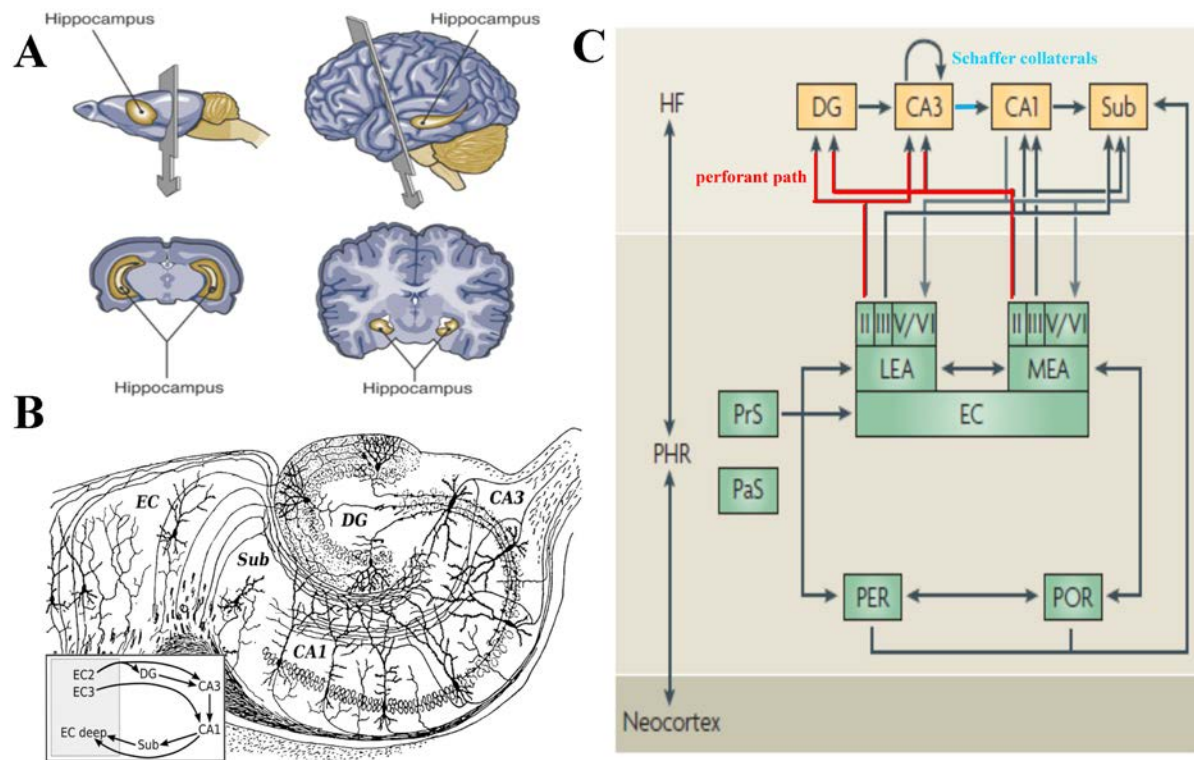 A
Hippocampus
Hippocampus
Hippocampus
Hippocampus
B
EC
Sub
DG
CA3
CA1
EC2
EC3
DG
CA3
CA1
EC deep
Sub
C
Schaffer collaterals
HF
DG
CA3
CA1
Sub
perforant path
II
III
V/VI
II
III
V/VI
LEA
MEA
PrS
EC
PHR
PaS
PER
POR
Neocortex